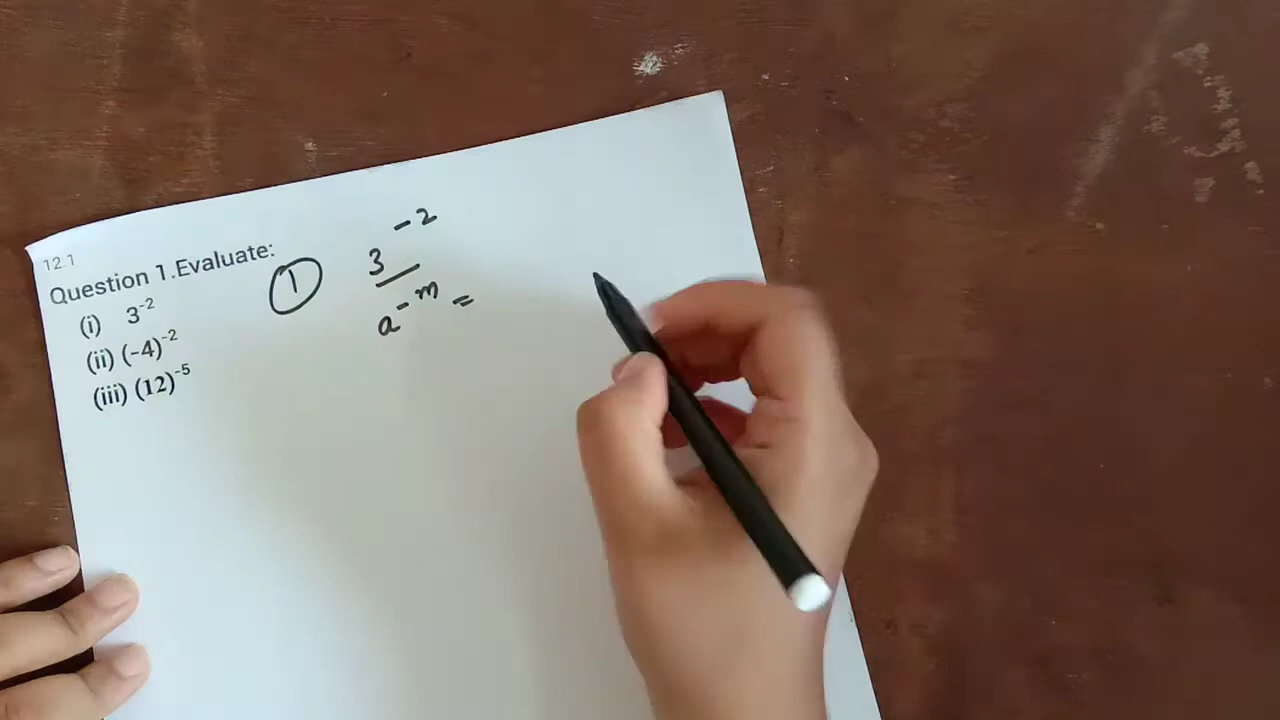 12.1
Question 1.Evaluate:
(i) 3⁻²
(ii) (-4)⁻²
(iii) (12)⁻⁵
① 3⁻²
a⁻ᵐ =